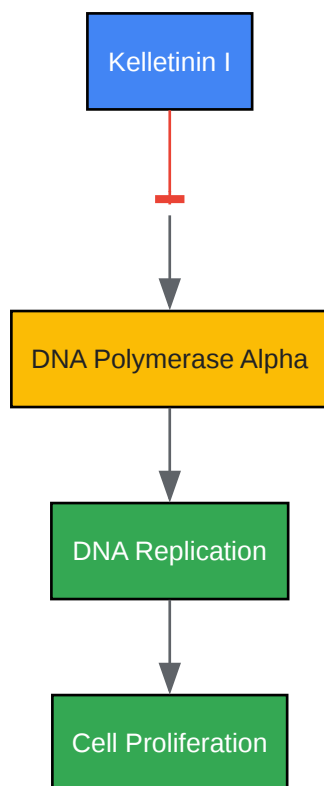 Kelletinin I
DNA Polymerase Alpha
DNA Replication
Cell Proliferation